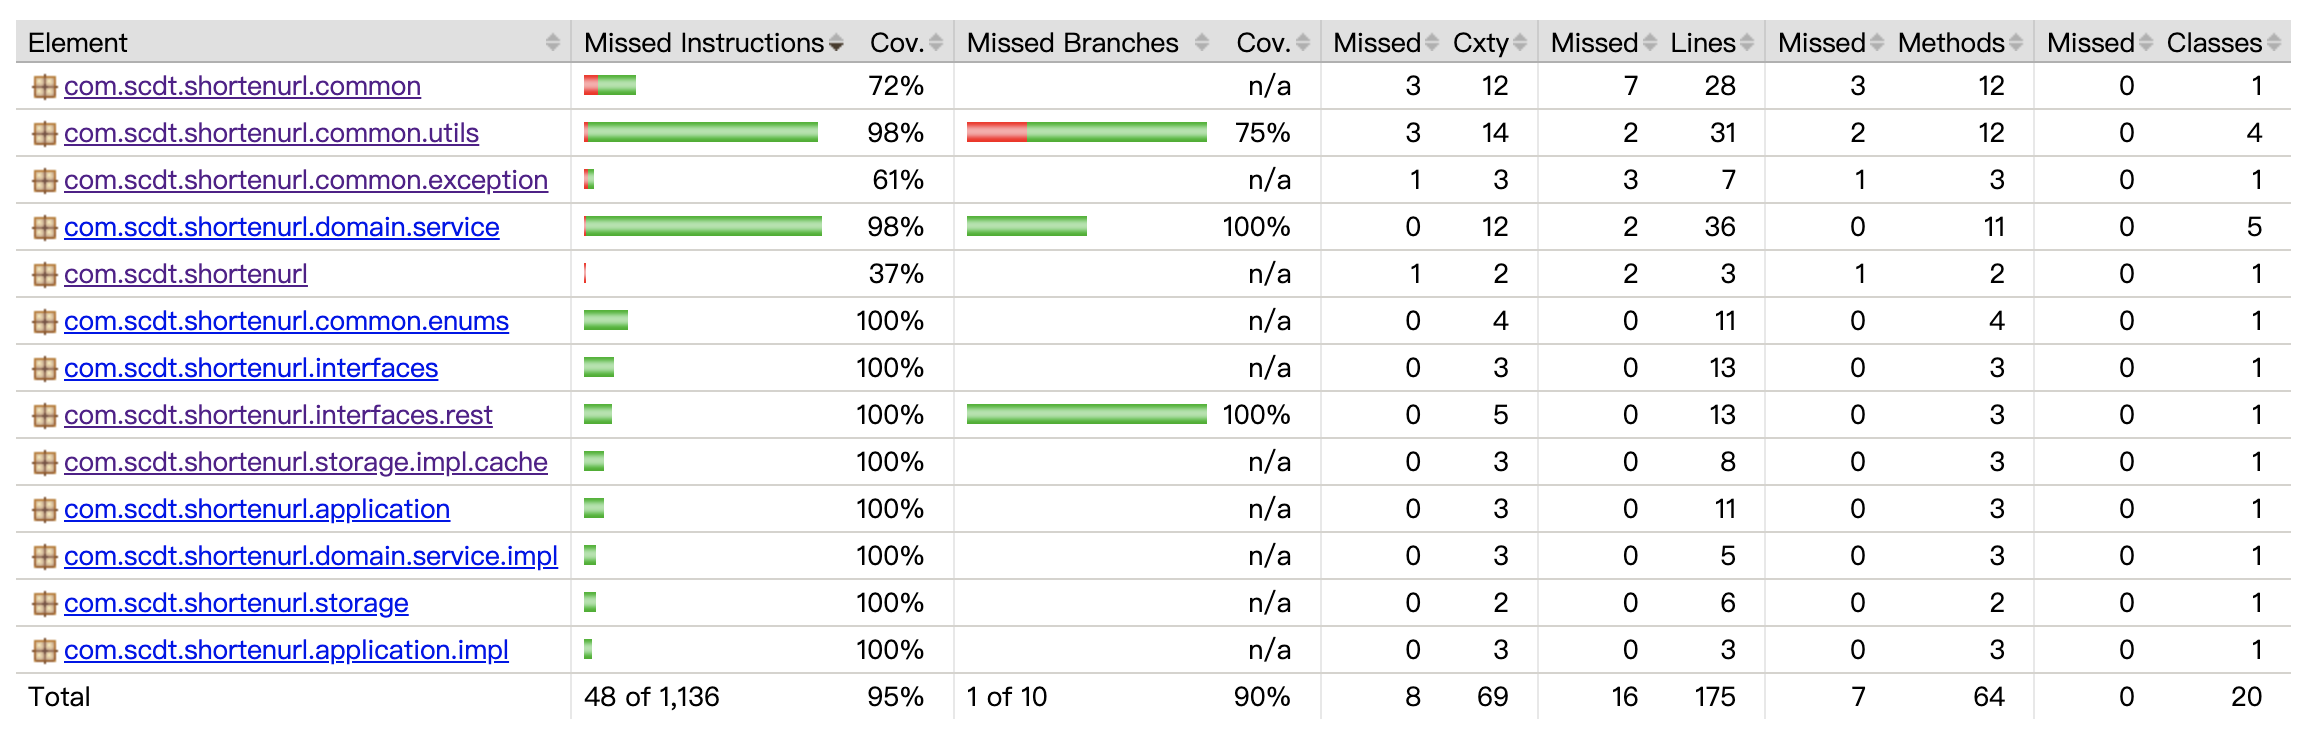 Element Missed Instructions Cov. Missed Branches Cov. Missed Cxty Missed Lines Missed Methods Missed Classes
com.scdt.shortenurl.common 72% n/a 3 12 7 28 3 12 0 1
com.scdt.shortenurl.common.utils 98% 75% 3 14 2 31 2 12 0 4
com.scdt.shortenurl.common.exception 61% n/a 1 3 3 7 1 3 0 1
com.scdt.shortenurl.domain.service 98% 100% 0 12 2 36 0 11 0 5
com.scdt.shortenurl 37% n/a 1 2 2 3 1 2 0 1
com.scdt.shortenurl.common.enums 100% n/a 0 4 0 11 0 4 0 1
com.scdt.shortenurl.interfaces 100% n/a 0 3 0 13 0 3 0 1
com.scdt.shortenurl.interfaces.rest 100% 100% 0 5 0 13 0 3 0 1
com.scdt.shortenurl.storage.impl.cache 100% n/a 0 3 0 8 0 3 0 1
com.scdt.shortenurl.application 100% n/a 0 3 0 11 0 3 0 1
com.scdt.shortenurl.domain.service.impl 100% n/a 0 3 0 5 0 3 0 1
com.scdt.shortenurl.storage 100% n/a 0 2 0 6 0 2 0 1
com.scdt.shortenurl.application.impl 100% n/a 0 3 0 3 0 3 0 1
Total 48 of 1,136 95% 1 of 10 90% 8 69 16 175 7 64 0 20